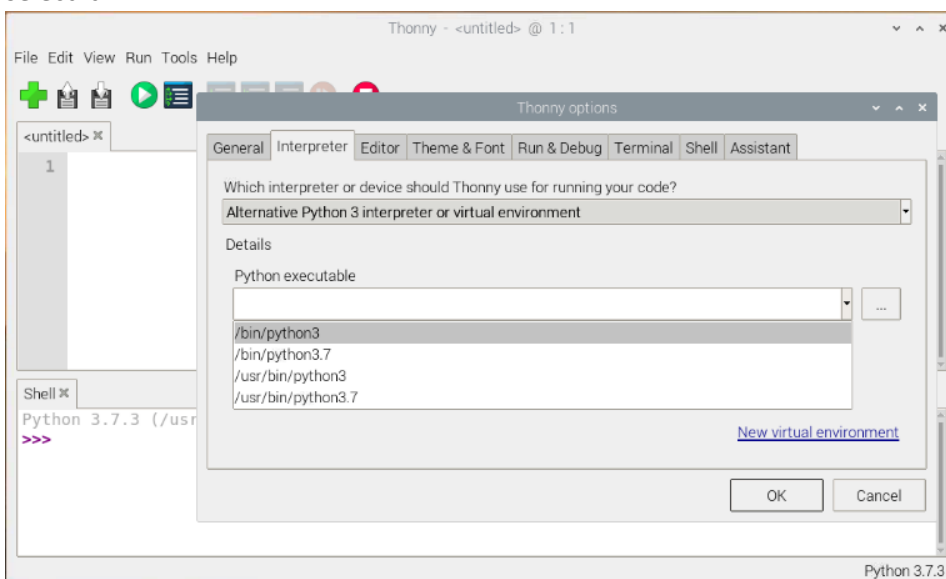 Thonny - <untitled> @ 1 : 1
File Edit View Run Tools Help
Thonny options
<untitled>
General Interpreter Editor Theme & Font Run & Debug Terminal Shell Assistant
1
Which interpreter or device should Thonny use for running your code?
Alternative Python 3 interpreter or virtual environment
Details
Python executable
...
/bin/python3
/bin/python3.7
/usr/bin/python3
/usr/bin/python3.7
Shell
Python 3.7.3 (/usr
>>>
New virtual environment
OK Cancel
Python 3.7.3